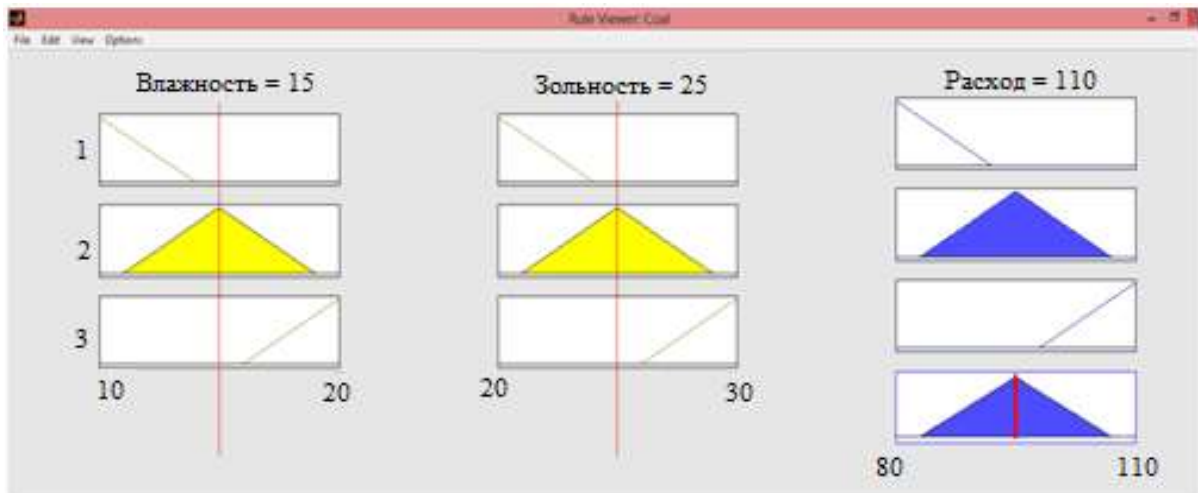 Rule Viewer: Coal
File Edit View Options
Влажность = 15
Зольность = 25
Расход = 110
1
2
3
10
20
20
30
80
110